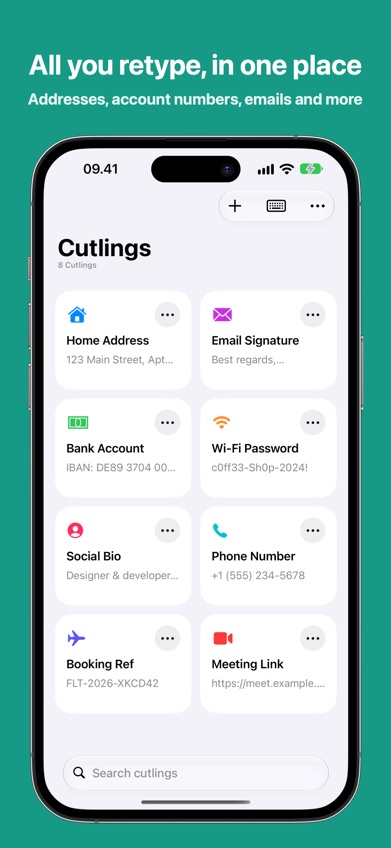 All you retype, in one place
Addresses, account numbers, emails and more
09.41
Cutlings
8 Cutlings
Home Address
123 Main Street, Apt...
Email Signature
Best regards,...
Bank Account
IBAN: DE89 3704 00...
Wi-Fi Password
c0ff33-Sh0p-2024!
Social Bio
Designer & developer...
Phone Number
+1 (555) 234-5678
Booking Ref
FLT-2026-XKCD42
Meeting Link
https://meet.example....
Search cutlings